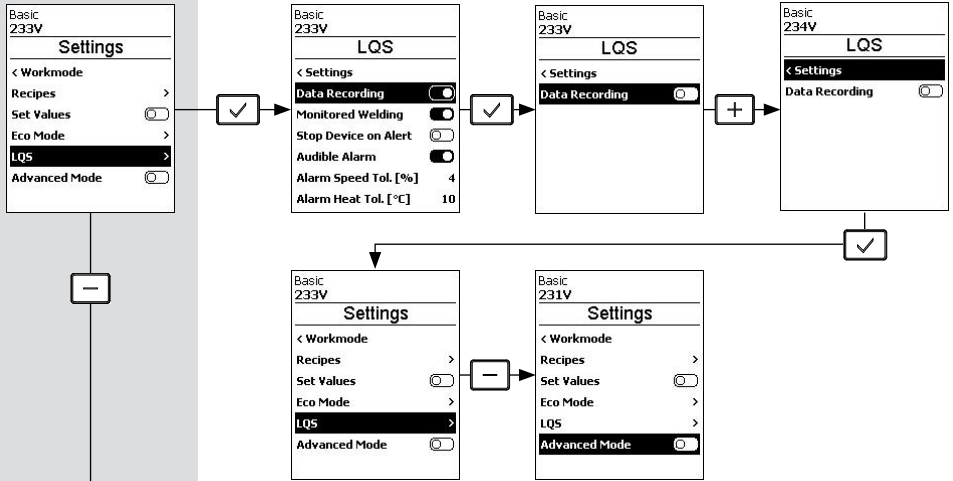 Basic
233V
Settings
< Workmode
Recipes >
Set Values
Eco Mode >
LQS >
Advanced Mode
Basic
233V
LQS
< Settings
Data Recording
Monitored Welding
Stop Device on Alert
Audible Alarm
Alarm Speed Tol. [%] 4
Alarm Heat Tol. [°C] 10
Basic
233V
LQS
< Settings
Data Recording
Basic
234V
LQS
< Settings
Data Recording
Basic
233V
Settings
< Workmode
Recipes >
Set Values
Eco Mode >
LQS >
Advanced Mode
Basic
231V
Settings
< Workmode
Recipes >
Set Values
Eco Mode >
LQS >
Advanced Mode